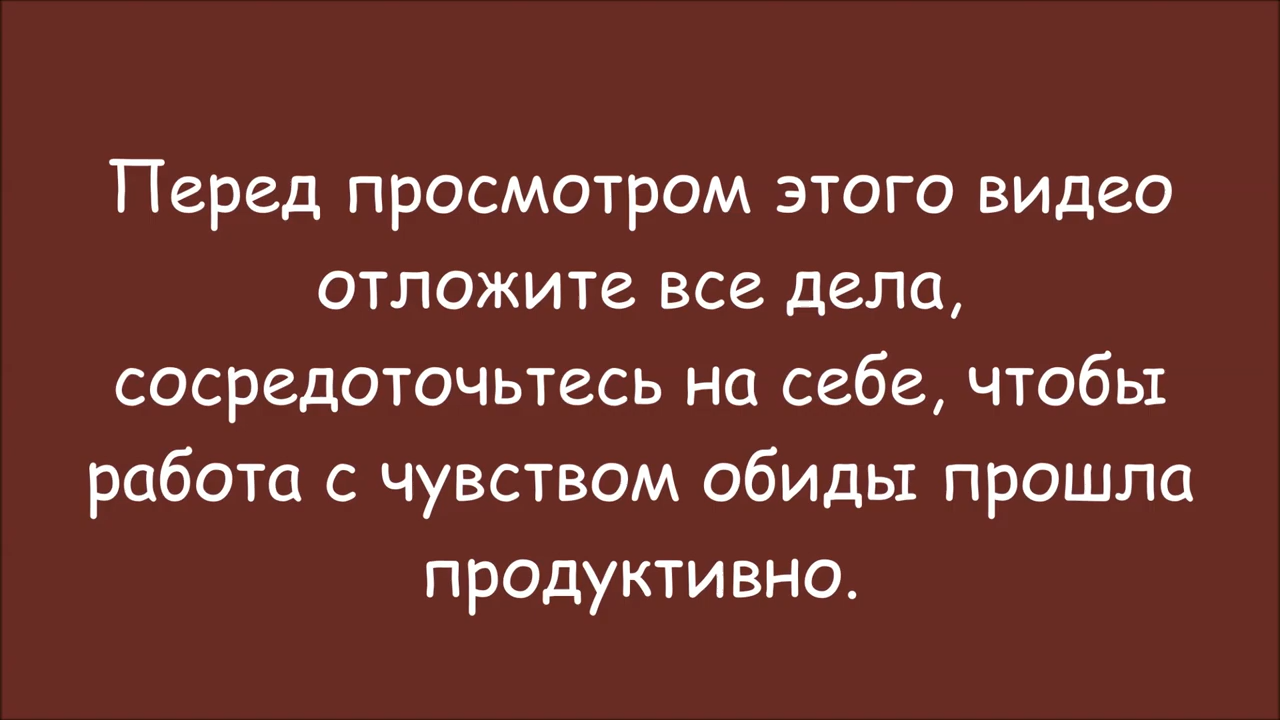 Перед просмотром этого видео
отложите все дела,
сосредоточьтесь на себе, чтобы
работа с чувством обиды прошла
продуктивно.